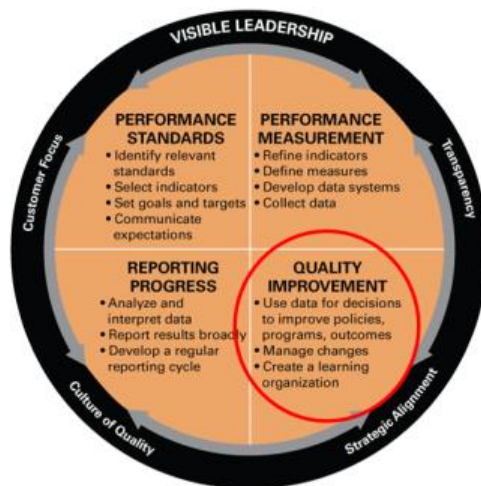 VISIBLE LEADERSHIP
Customer Focus
Transparency
PERFORMANCE
STANDARDS
• Identify relevant
standards
• Select indicators
• Set goals and targets
• Communicate
expectations
PERFORMANCE
MEASUREMENT
• Refine indicators
• Define measures
• Develop data systems
• Collect data
REPORTING
PROGRESS
• Analyze and
interpret data
• Report results broadly
• Develop a regular
reporting cycle
QUALITY
IMPROVEMENT
• Use data for decisions
to improve policies,
programs, outcomes
• Manage changes
• Create a learning
organization
Culture of Quality
Strategic Alignment